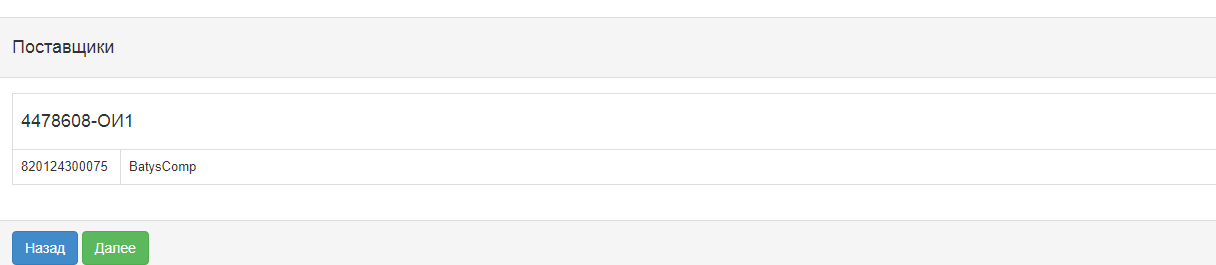 Поставщики
4478608-ОИ1
820124300075 BatysComp
Назад Далее